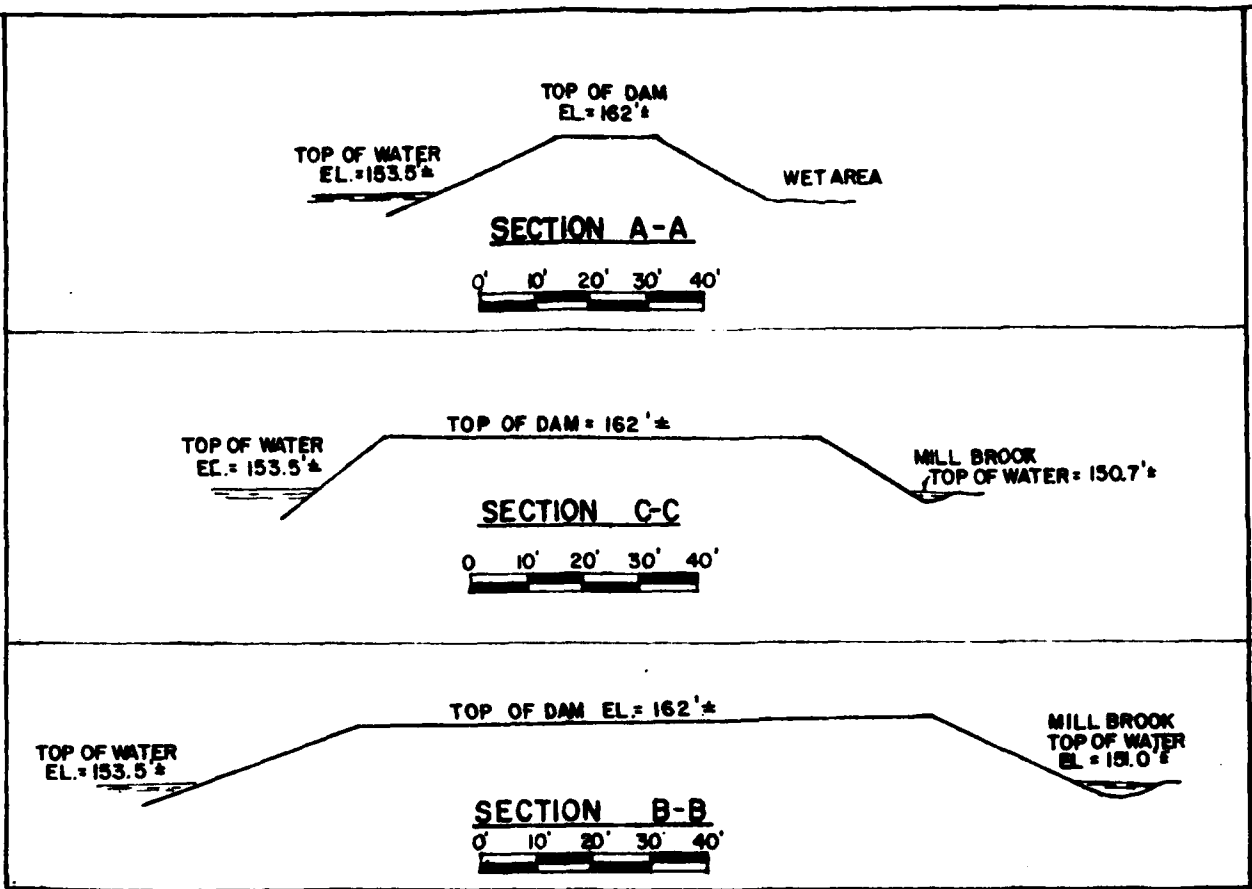 TOP OF DAM
EL.= 162'±
TOP OF WATER
EL.=153.5'±
WET AREA
SECTION A-A
0' 10' 20' 30' 40'
TOP OF DAM = 162'±
TOP OF WATER
EL.= 153.5'±
MILL BROOK
TOP OF WATER = 150.7'±
SECTION C-C
0 10' 20' 30' 40'
TOP OF DAM EL.= 162'±
TOP OF WATER
EL.= 153.5'±
MILL BROOK
TOP OF WATER
EL = 151.0'±
SECTION B-B
0' 10' 20' 30' 40'